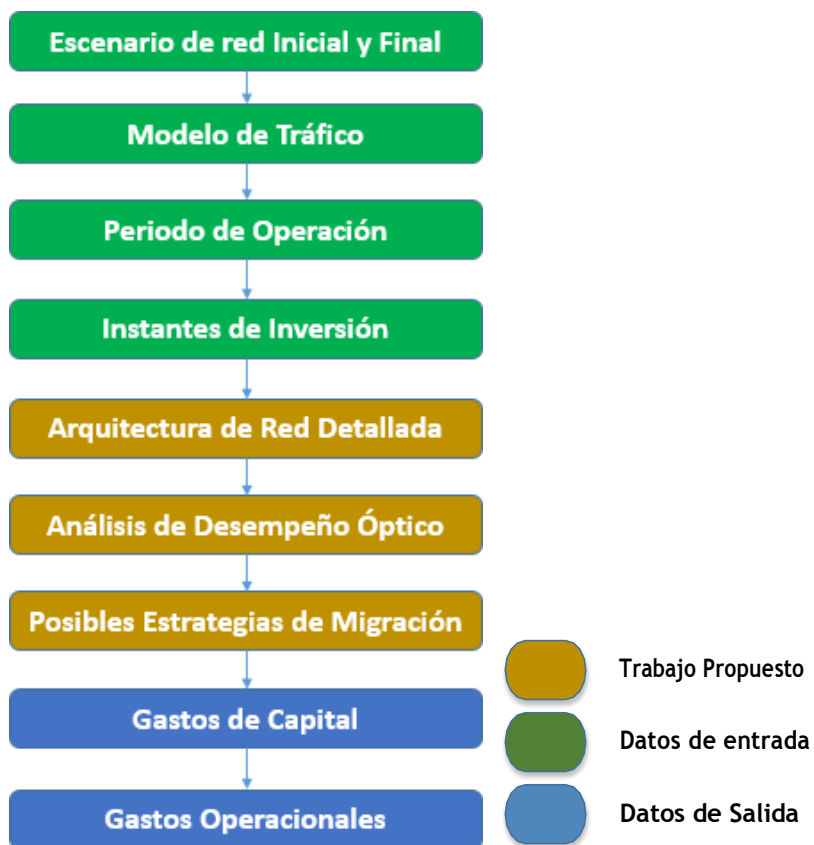 Escenario de red Inicial y Final
Modelo de Tráfico
Periodo de Operación
Instantes de Inversión
Arquitectura de Red Detallada
Análisis de Desempeño Óptico
Posibles Estrategias de Migración
Gastos de Capital
Gastos Operacionales
Trabajo Propuesto
Datos de entrada
Datos de Salida